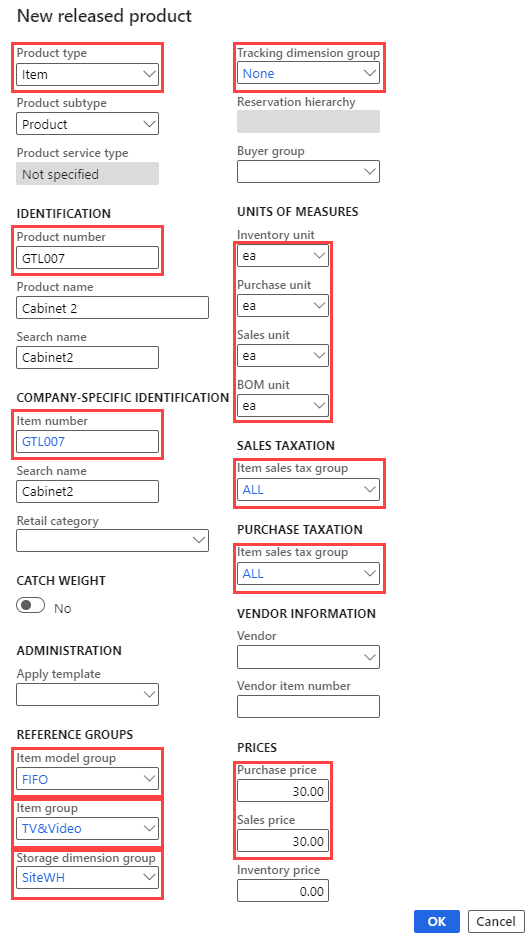 New released product
Product type
Item
Product subtype
Product
Product service type
Not specified
IDENTIFICATION
Product number
GTL007
Product name
Cabinet 2
Search name
Cabinet2
COMPANY-SPECIFIC IDENTIFICATION
Item number
GTL007
Search name
Cabinet2
Retail category
CATCH WEIGHT
No
ADMINISTRATION
Apply template
REFERENCE GROUPS
Item model group
FIFO
Item group
TV&Video
Storage dimension group
SiteWH
Tracking dimension group
None
Reservation hierarchy
Buyer group
UNITS OF MEASURES
Inventory unit
ea
Purchase unit
ea
Sales unit
ea
BOM unit
ea
SALES TAXATION
Item sales tax group
ALL
PURCHASE TAXATION
Item sales tax group
ALL
VENDOR INFORMATION
Vendor
Vendor item number
PRICES
Purchase price
30.00
Sales price
30.00
Inventory price
0.00
OK
Cancel